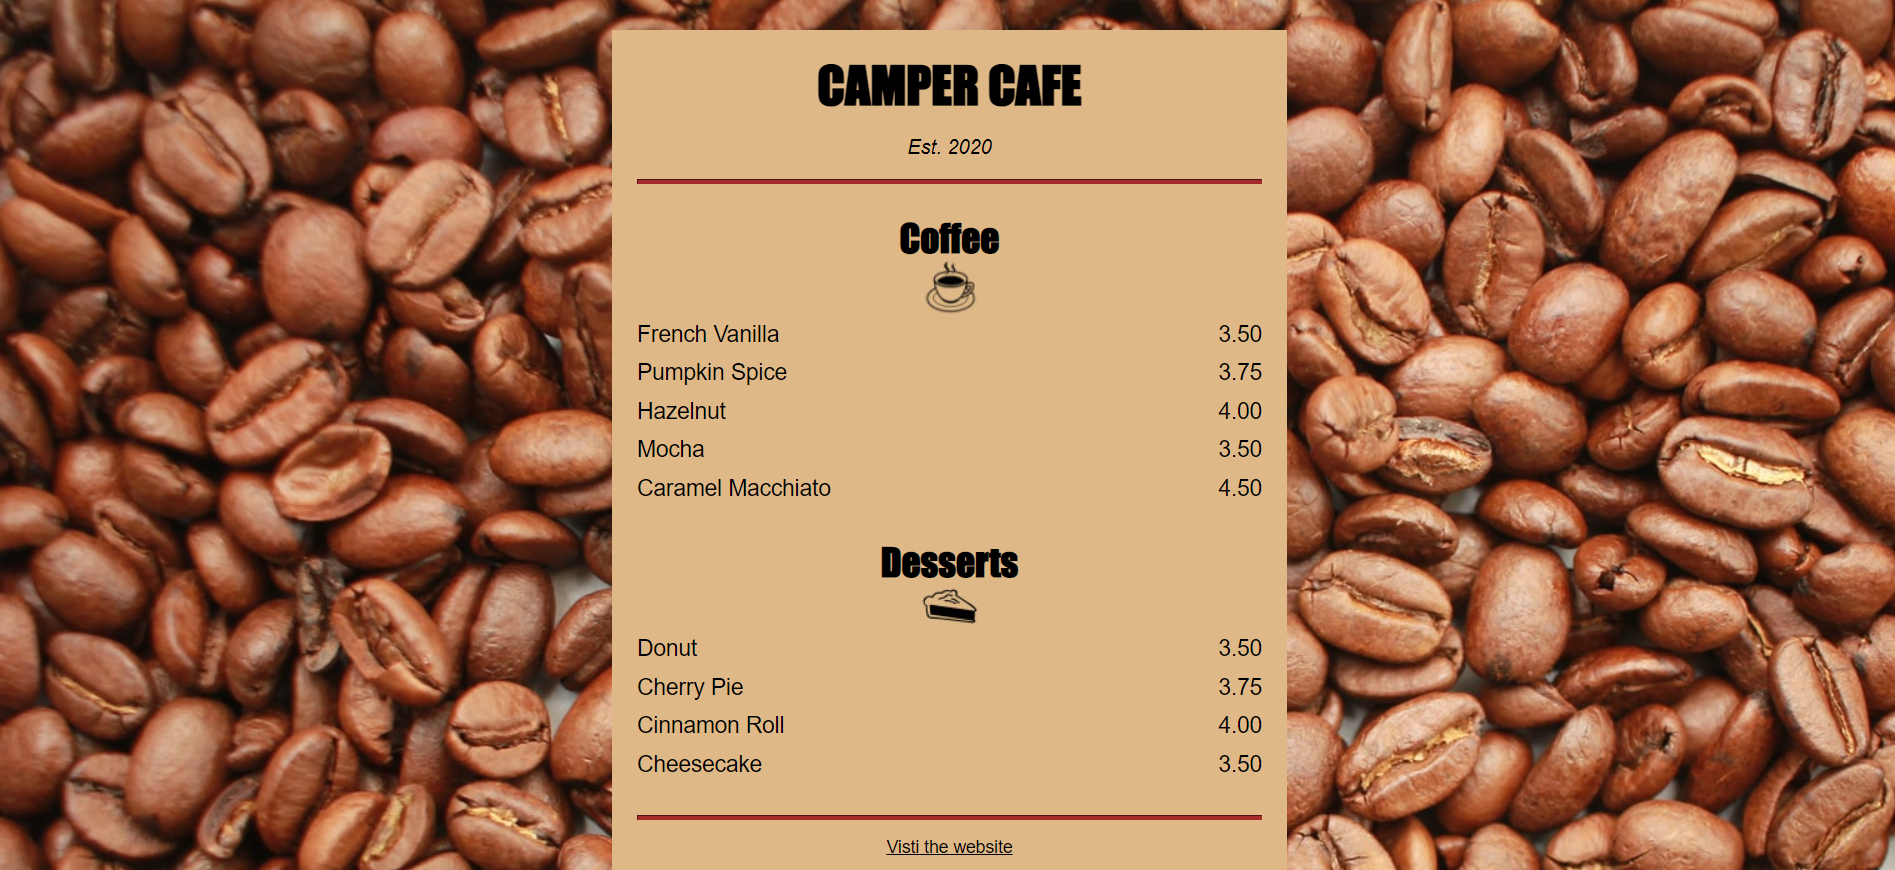 CAMPER CAFE
Est. 2020
Coffee
French Vanilla 3.50
Pumpkin Spice 3.75
Hazelnut 4.00
Mocha 3.50
Caramel Macchiato 4.50
Desserts
Donut 3.50
Cherry Pie 3.75
Cinnamon Roll 4.00
Cheesecake 3.50
Visti the website